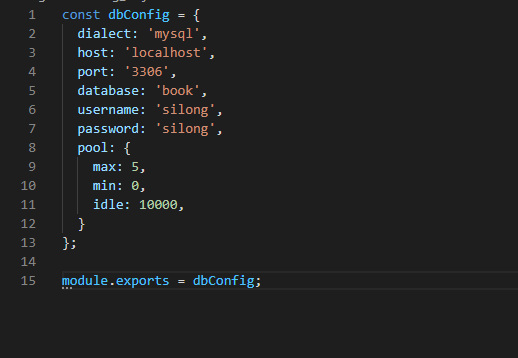 1 const dbConfig = {
2 dialect: 'mysql',
3 host: 'localhost',
4 port: '3306',
5 database: 'book',
6 username: 'silong',
7 password: 'silong',
8 pool: {
9 max: 5,
10 min: 0,
11 idle: 10000,
12 }
13 };
14
15 module.exports = dbConfig;